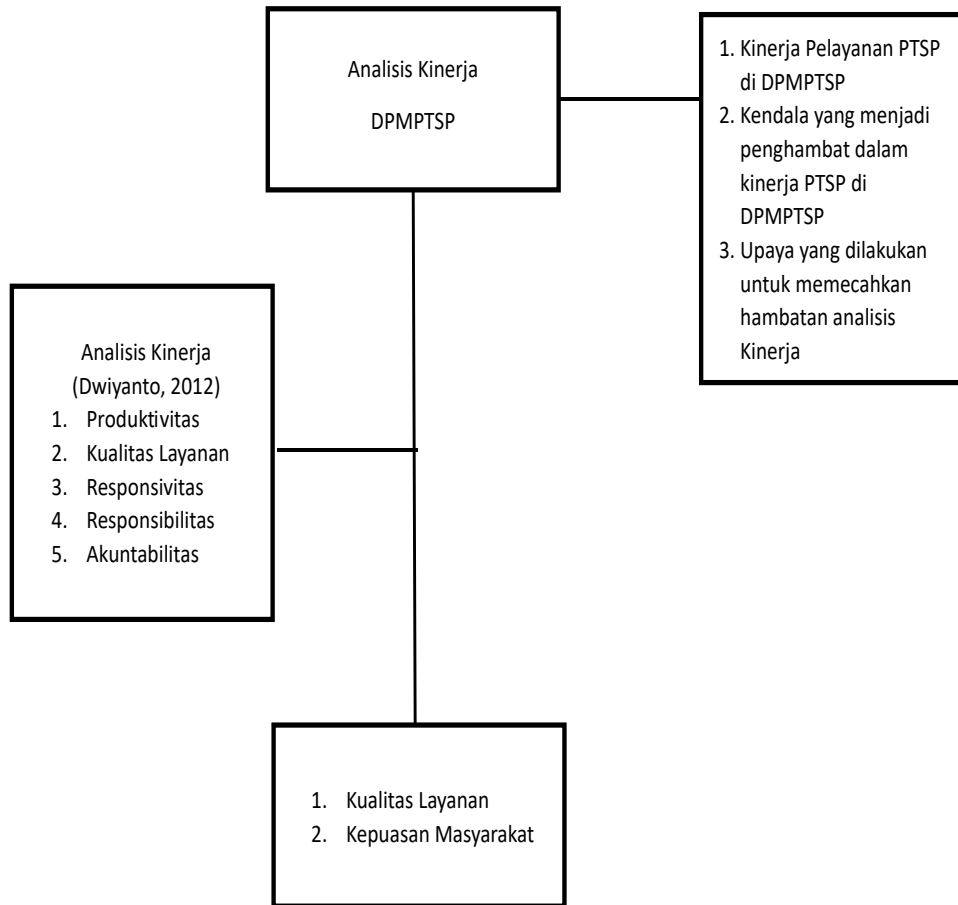 Analisis Kinerja
DPMPTSP
1. Kinerja Pelayanan PTSP
di DPMPTSP
2. Kendala yang menjadi
penghambat dalam
kinerja PTSP di
DPMPTSP
3. Upaya yang dilakukan
untuk memecahkan
hambatan analisis
Kinerja
Analisis Kinerja
(Dwiyanto, 2012)
1. Produktivitas
2. Kualitas Layanan
3. Responsivitas
4. Responsibilitas
5. Akuntabilitas
1. Kualitas Layanan
2. Kepuasan Masyarakat